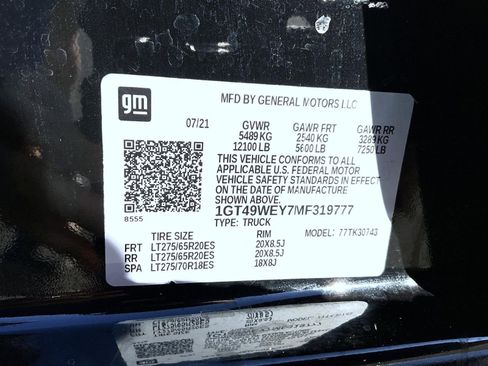 gm
MFD BY GENERAL MOTORS LLC
07/21 GVWR GAWR FRT GAWR RR
5489 KG 2540 KG 3289 KG
12100 LB 5600 LB 7250 LB
THIS VEHICLE CONFORMS TO ALL
APPLICABLE U.S. FEDERAL MOTOR
VEHICLE SAFETY STANDARDS IN EFFECT
ON THE DATE OF MANUFACTURE
SHOWN ABOVE.
8555
1GT49WEY7MF319777
TYPE: TRUCK MODEL: 77TK30743
TIRE SIZE RIM
FRT LT275/65R20ES 20X8.5J
RR LT275/65R20ES 20X8.5J
SPA LT275/70R18ES 18X8J